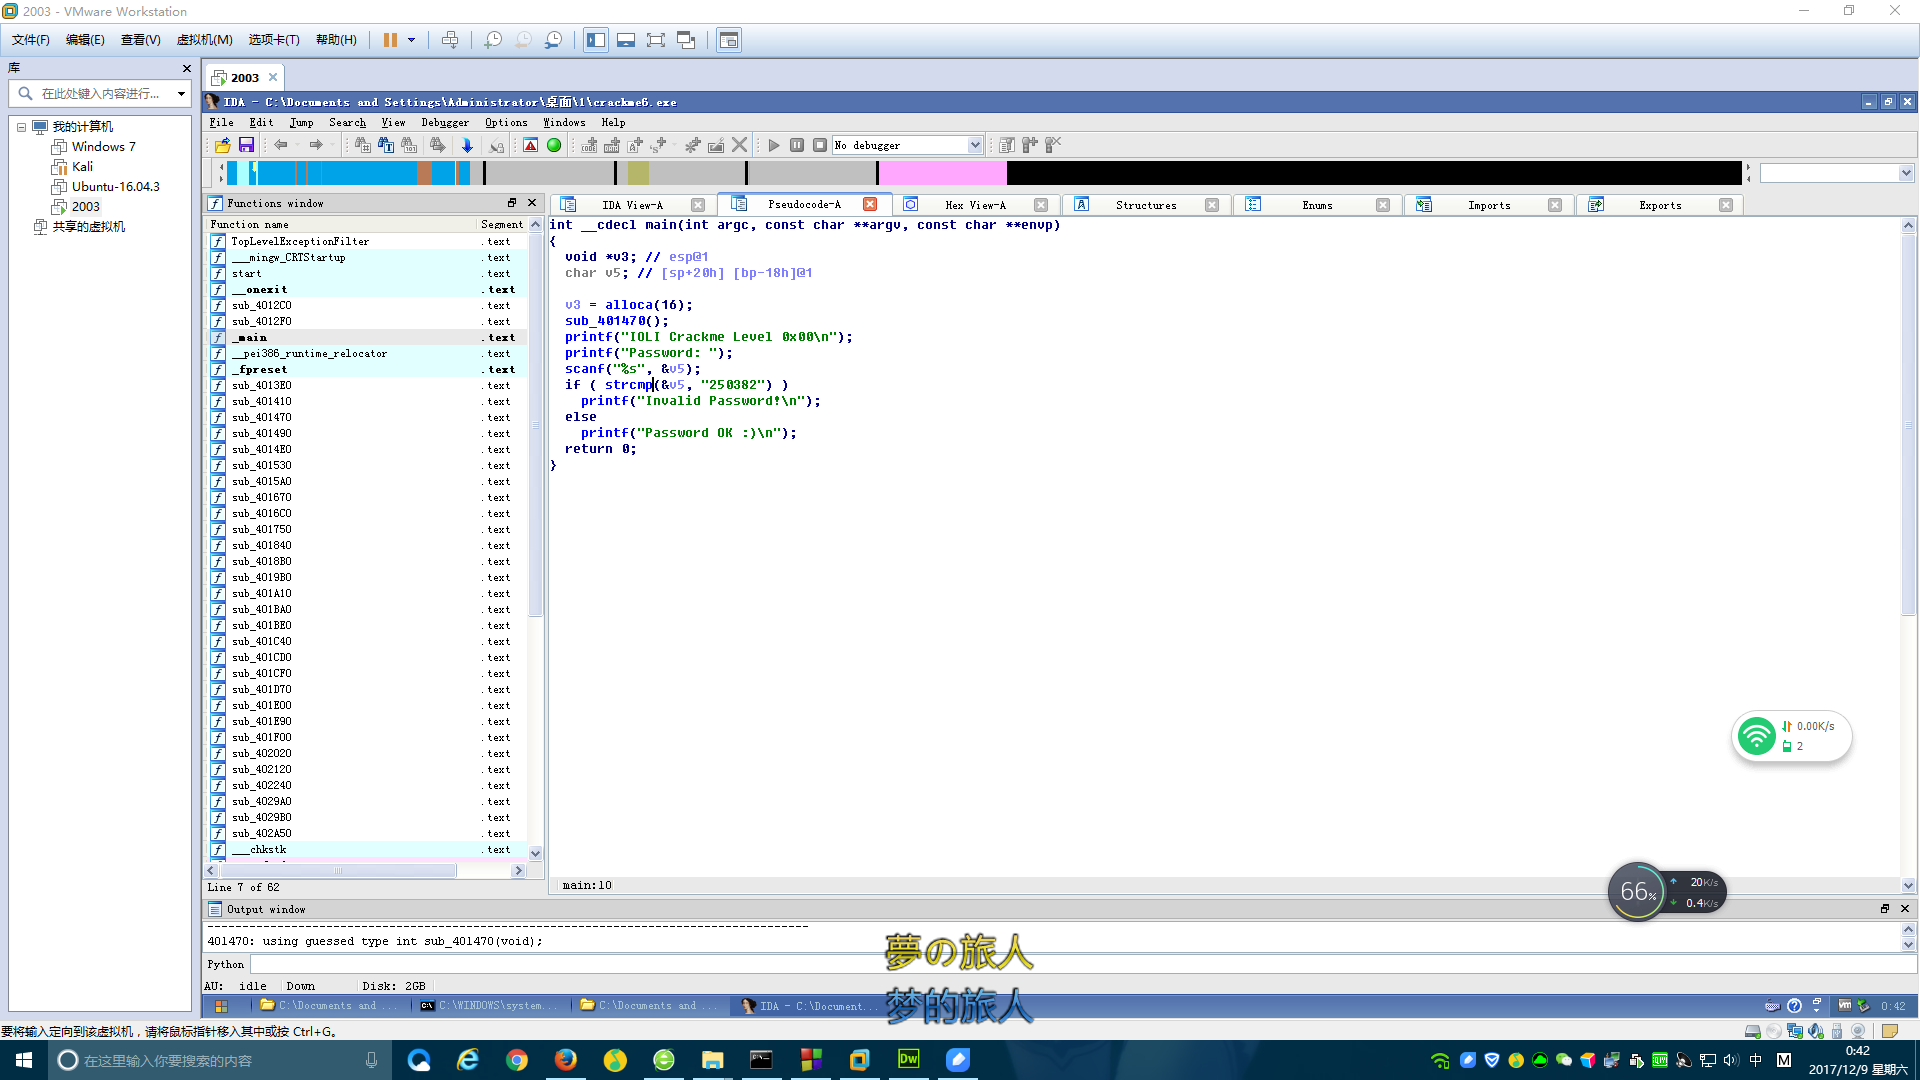 2003 - VMware Workstation
文件(F) 编辑(E) 查看(V) 虚拟机(M) 选项卡(T) 帮助(H)
库
在此处键入内容进行...
我的计算机
Windows 7
Kali
Ubuntu-16.04.3
2003
共享的虚拟机
2003
IDA - C:\Documents and Settings\Administrator\桌面\1\crackme6.exe
File Edit Jump Search View Debugger Options Windows Help
No debugger
Functions window
Function name Segment
TopLevelExceptionFilter .text
___mingw_CRTStartup .text
start .text
__onexit .text
sub_4012C0 .text
sub_4012F0 .text
_main .text
__pei386_runtime_relocator .text
_fpreset .text
sub_4013E0 .text
sub_401410 .text
sub_401470 .text
sub_401490 .text
sub_4014E0 .text
sub_401530 .text
sub_4015A0 .text
sub_401670 .text
sub_4016C0 .text
sub_401750 .text
sub_401840 .text
sub_4018B0 .text
sub_4019B0 .text
sub_401A10 .text
sub_401BA0 .text
sub_401BE0 .text
sub_401C40 .text
sub_401CD0 .text
sub_401CF0 .text
sub_401D70 .text
sub_401E00 .text
sub_401E90 .text
sub_401F00 .text
sub_402020 .text
sub_402120 .text
sub_402240 .text
sub_4029A0 .text
sub_4029B0 .text
sub_402A50 .text
___chkstk .text
Line 7 of 62
IDA View-A Pseudocode-A Hex View-A Structures Enums Imports Exports
int __cdecl main(int argc, const char **argv, const char **envp)
{
void *v3; // esp@1
char v5; // [sp+20h] [bp-18h]@1
v3 = alloca(16);
sub_401470();
printf("IOLI Crackme Level 0x00\n");
printf("Password: ");
scanf("%s", &v5);
if ( strcmp(&v5, "250382") )
printf("Invalid Password!\n");
else
printf("Password OK :)\n");
return 0;
}
main:10
0.00K/s
2
66%
20K/s
0.4K/s
Output window
401470: using guessed type int sub_401470(void);
Python
AU: idle Down Disk: 2GB
夢の旅人
梦的旅人
C:\Documents and ... C:\WINDOWS\system... C:\Documents and ... IDA - C:\Document...
0:42
要将输入定向到该虚拟机，请将鼠标指针移入其中或按 Ctrl+G。
在这里输入你要搜索的内容
Dw
中
M
0:42
2017/12/9 星期六